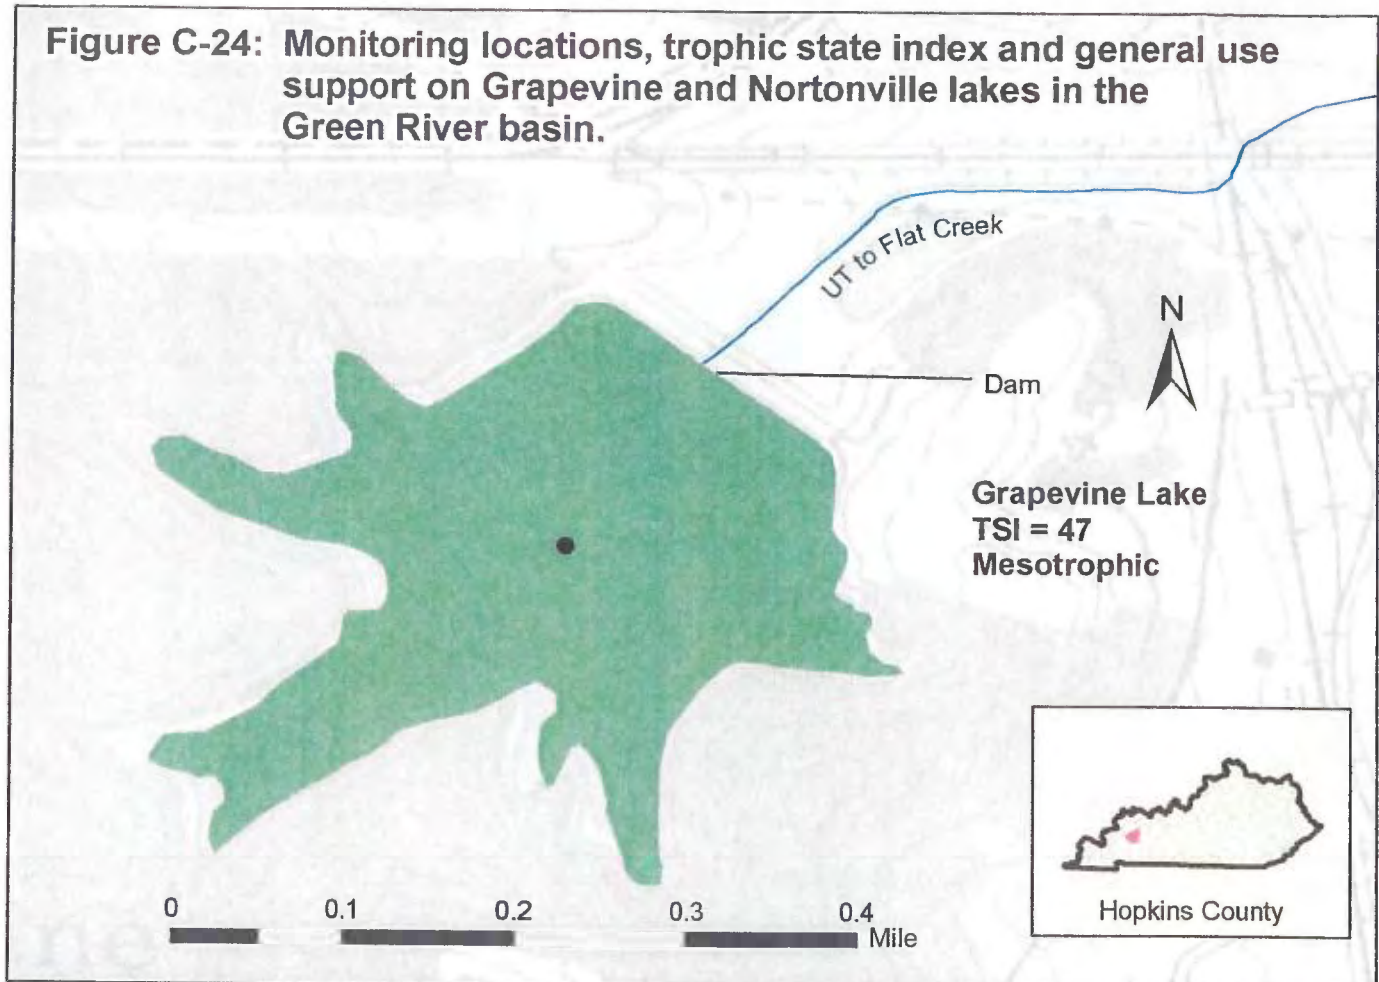 Figure C-24: Monitoring locations, trophic state index and general use
support on Grapevine and Nortonville lakes in the
Green River basin.
UT to Flat Creek
N
Dam
Grapevine Lake
TSI = 47
Mesotrophic
0 0.1 0.2 0.3 0.4
Mile
Hopkins County